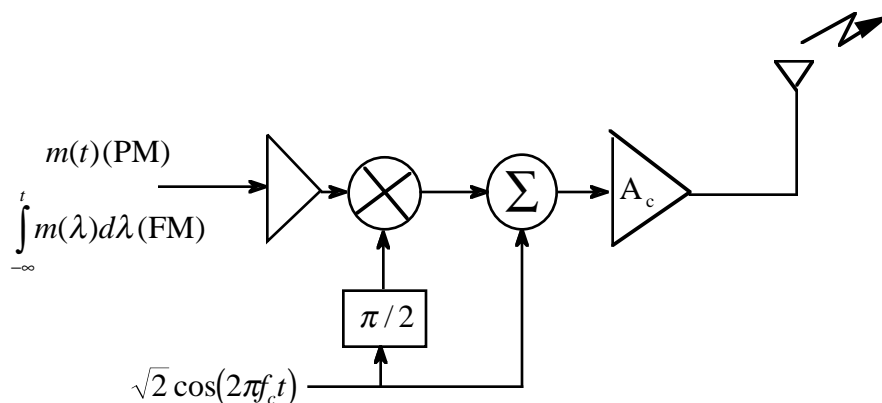 m(t)(PM)
∫_{-∞}^{t} m(λ)dλ(FM)
Σ
A_c
π/2
√2 cos(2πf_c t)